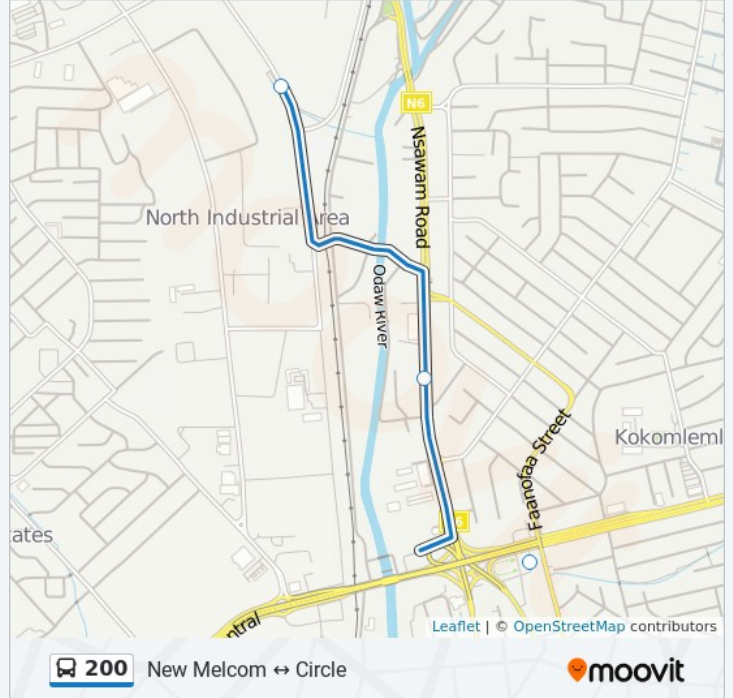 N6
Nsawam Road
North Industrial Area
Odaw River
Faanofaa Street
Kokomleml
ates
ntral
Leaflet | © OpenStreetMap contributors
200 New Melcom ↔ Circle
moovit